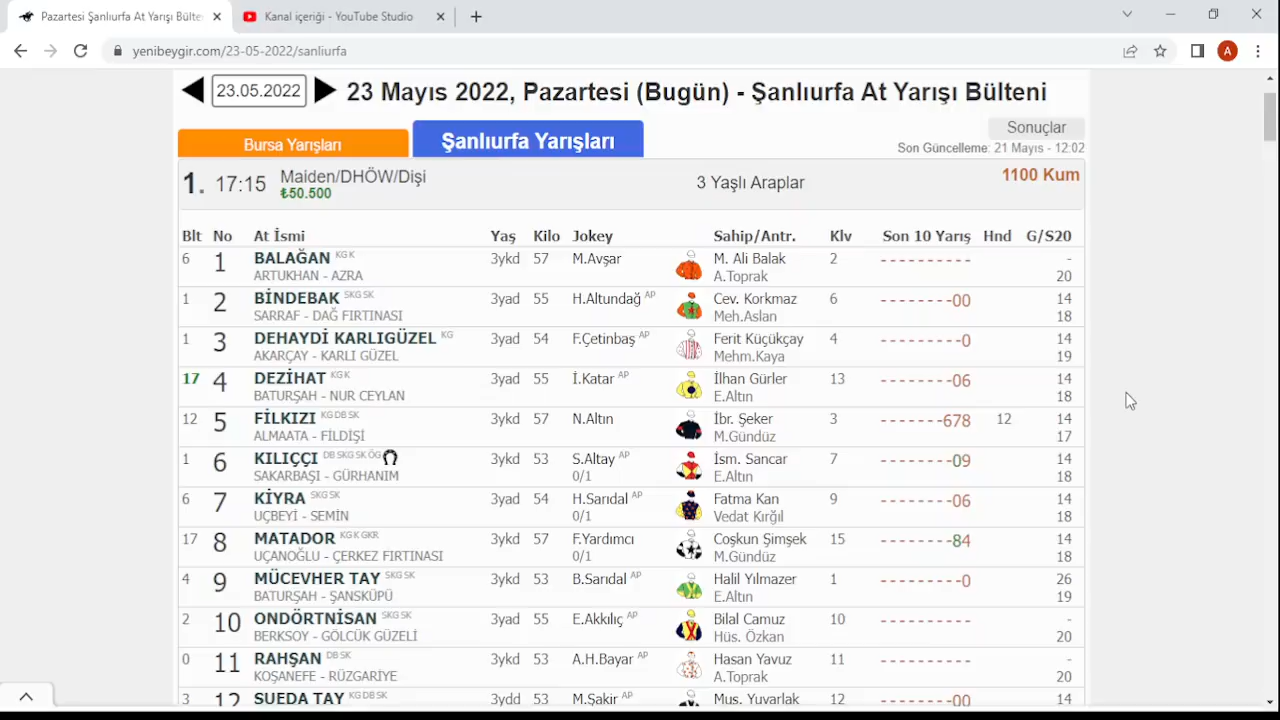 Pazartesi Şanlıurfa At Yarışı Bülte
Kanal içeriği - YouTube Studio
yenibeygir.com/23-05-2022/sanliurfa
A
23.05.2022
23 Mayıs 2022, Pazartesi (Bugün) - Şanlıurfa At Yarışı Bülteni
Sonuçlar
Bursa Yarışları
Şanlıurfa Yarışları
Son Güncelleme: 21 Mayıs - 12:02
1. 17:15 Maiden/DHÖW/Dişi 3 Yaşlı Araplar 1100 Kum
₺50.500
Blt No At İsmi Yaş Kilo Jokey Sahip/Antr. Klv Son 10 Yarış Hnd G/S20
6 1 BALAĞAN KG K 3ykd 57 M.Avşar M. Ali Balak 2 ---------- -
ARTUKHAN - AZRA A.Toprak 20
1 2 BİNDEBAK SKG SK 3yad 55 H.Altundağ AP Cev. Korkmaz 6 --------00 14
SARRAF - DAĞ FIRTINASI Meh.Aslan 18
1 3 DEHAYDİ KARLIGÜZEL KG 3yad 54 F.Çetinbaş AP Ferit Küçükçay 4 ---------0 14
AKARÇAY - KARLI GÜZEL Mehm.Kaya 19
17 4 DEZİHAT KG K 3yad 55 İ.Katar AP İlhan Gürler 13 --------06 14
BATURŞAH - NUR CEYLAN E.Altın 18
12 5 FİLKIZI KG DB SK 3ykd 57 N.Altın İbr. Şeker 3 -------678 12 14
ALMAATA - FİLDİŞİ M.Gündüz 17
1 6 KILIÇÇI DB SKG SK ÖG 3ykd 53 S.Altay AP İsm. Sancar 7 --------09 14
SAKARBAŞI - GÜRHANIM 0/1 E.Altın 18
6 7 KİYRA SKG SK 3yad 54 H.Sarıdal AP Fatma Kan 9 --------06 14
UÇBEYİ - SEMİN 0/1 Vedat Kırğıl 18
17 8 MATADOR KG K GKR 3ykd 57 F.Yardımcı Coşkun Şimşek 15 --------84 14
UÇANOĞLU - ÇERKEZ FIRTINASI 0/1 M.Gündüz 18
4 9 MÜCEVHER TAY SKG SK 3ykd 53 B.Sarıdal AP Halil Yılmazer 1 ---------0 26
BATURŞAH - ŞANSKÜPÜ E.Altın 19
2 10 ONDÖRTNİSAN SKG SK 3yad 55 E.Akkılıç AP Bilal Camuz 10 ---------- -
BERKSOY - GÖLCÜK GÜZELİ Hüs. Özkan 20
0 11 RAHŞAN DB SK 3ykd 53 A.H.Bayar AP Hasan Yavuz 11 ---------- -
KOŞANEFE - RÜZGARİYE A.Toprak 20
3 12 SUEDA TAY KG DB SK 3ydd 53 M.Şakir AP Mus. Yuvarlak 12 --------00 14